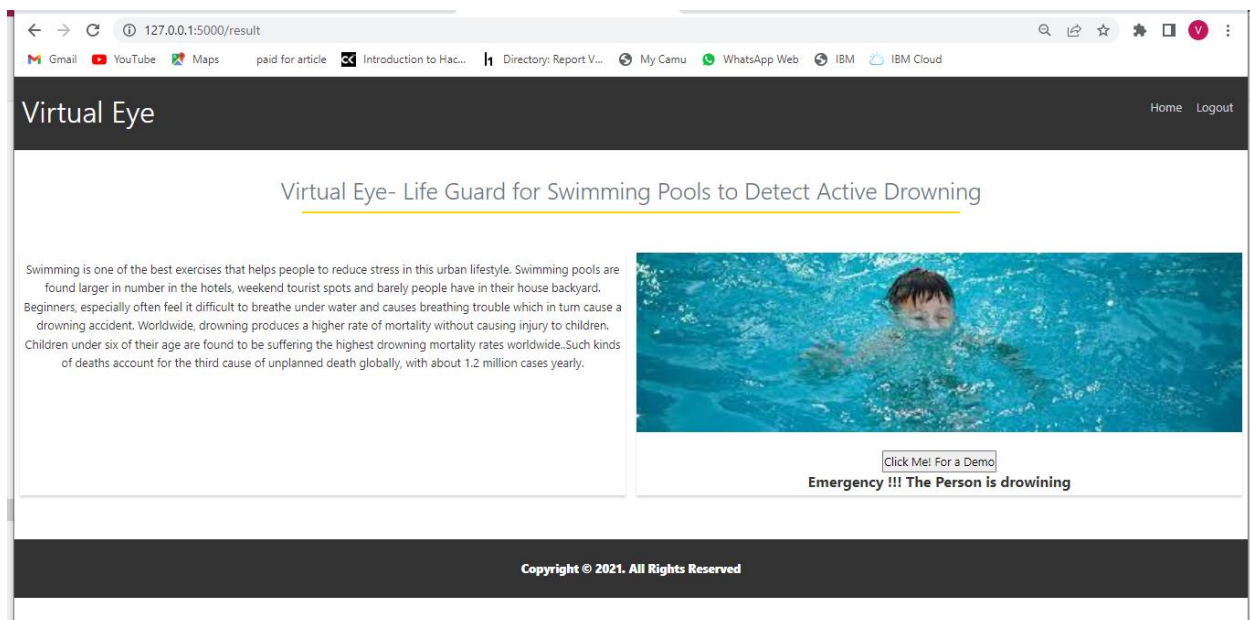 127.0.0.1:5000/result
V
Gmail YouTube Maps paid for article CC Introduction to Hac... h1 Directory: Report V... My Camu WhatsApp Web IBM IBM Cloud
Virtual Eye
Home Logout
Virtual Eye- Life Guard for Swimming Pools to Detect Active Drowning
Swimming is one of the best exercises that helps people to reduce stress in this urban lifestyle. Swimming pools are
found larger in number in the hotels, weekend tourist spots and barely people have in their house backyard.
Beginners, especially often feel it difficult to breathe under water and causes breathing trouble which in turn cause a
drowning accident. Worldwide, drowning produces a higher rate of mortality without causing injury to children.
Children under six of their age are found to be suffering the highest drowning mortality rates worldwide..Such kinds
of deaths account for the third cause of unplanned death globally, with about 1.2 million cases yearly.
Click Me! For a Demo
Emergency !!! The Person is drowining
Copyright © 2021. All Rights Reserved